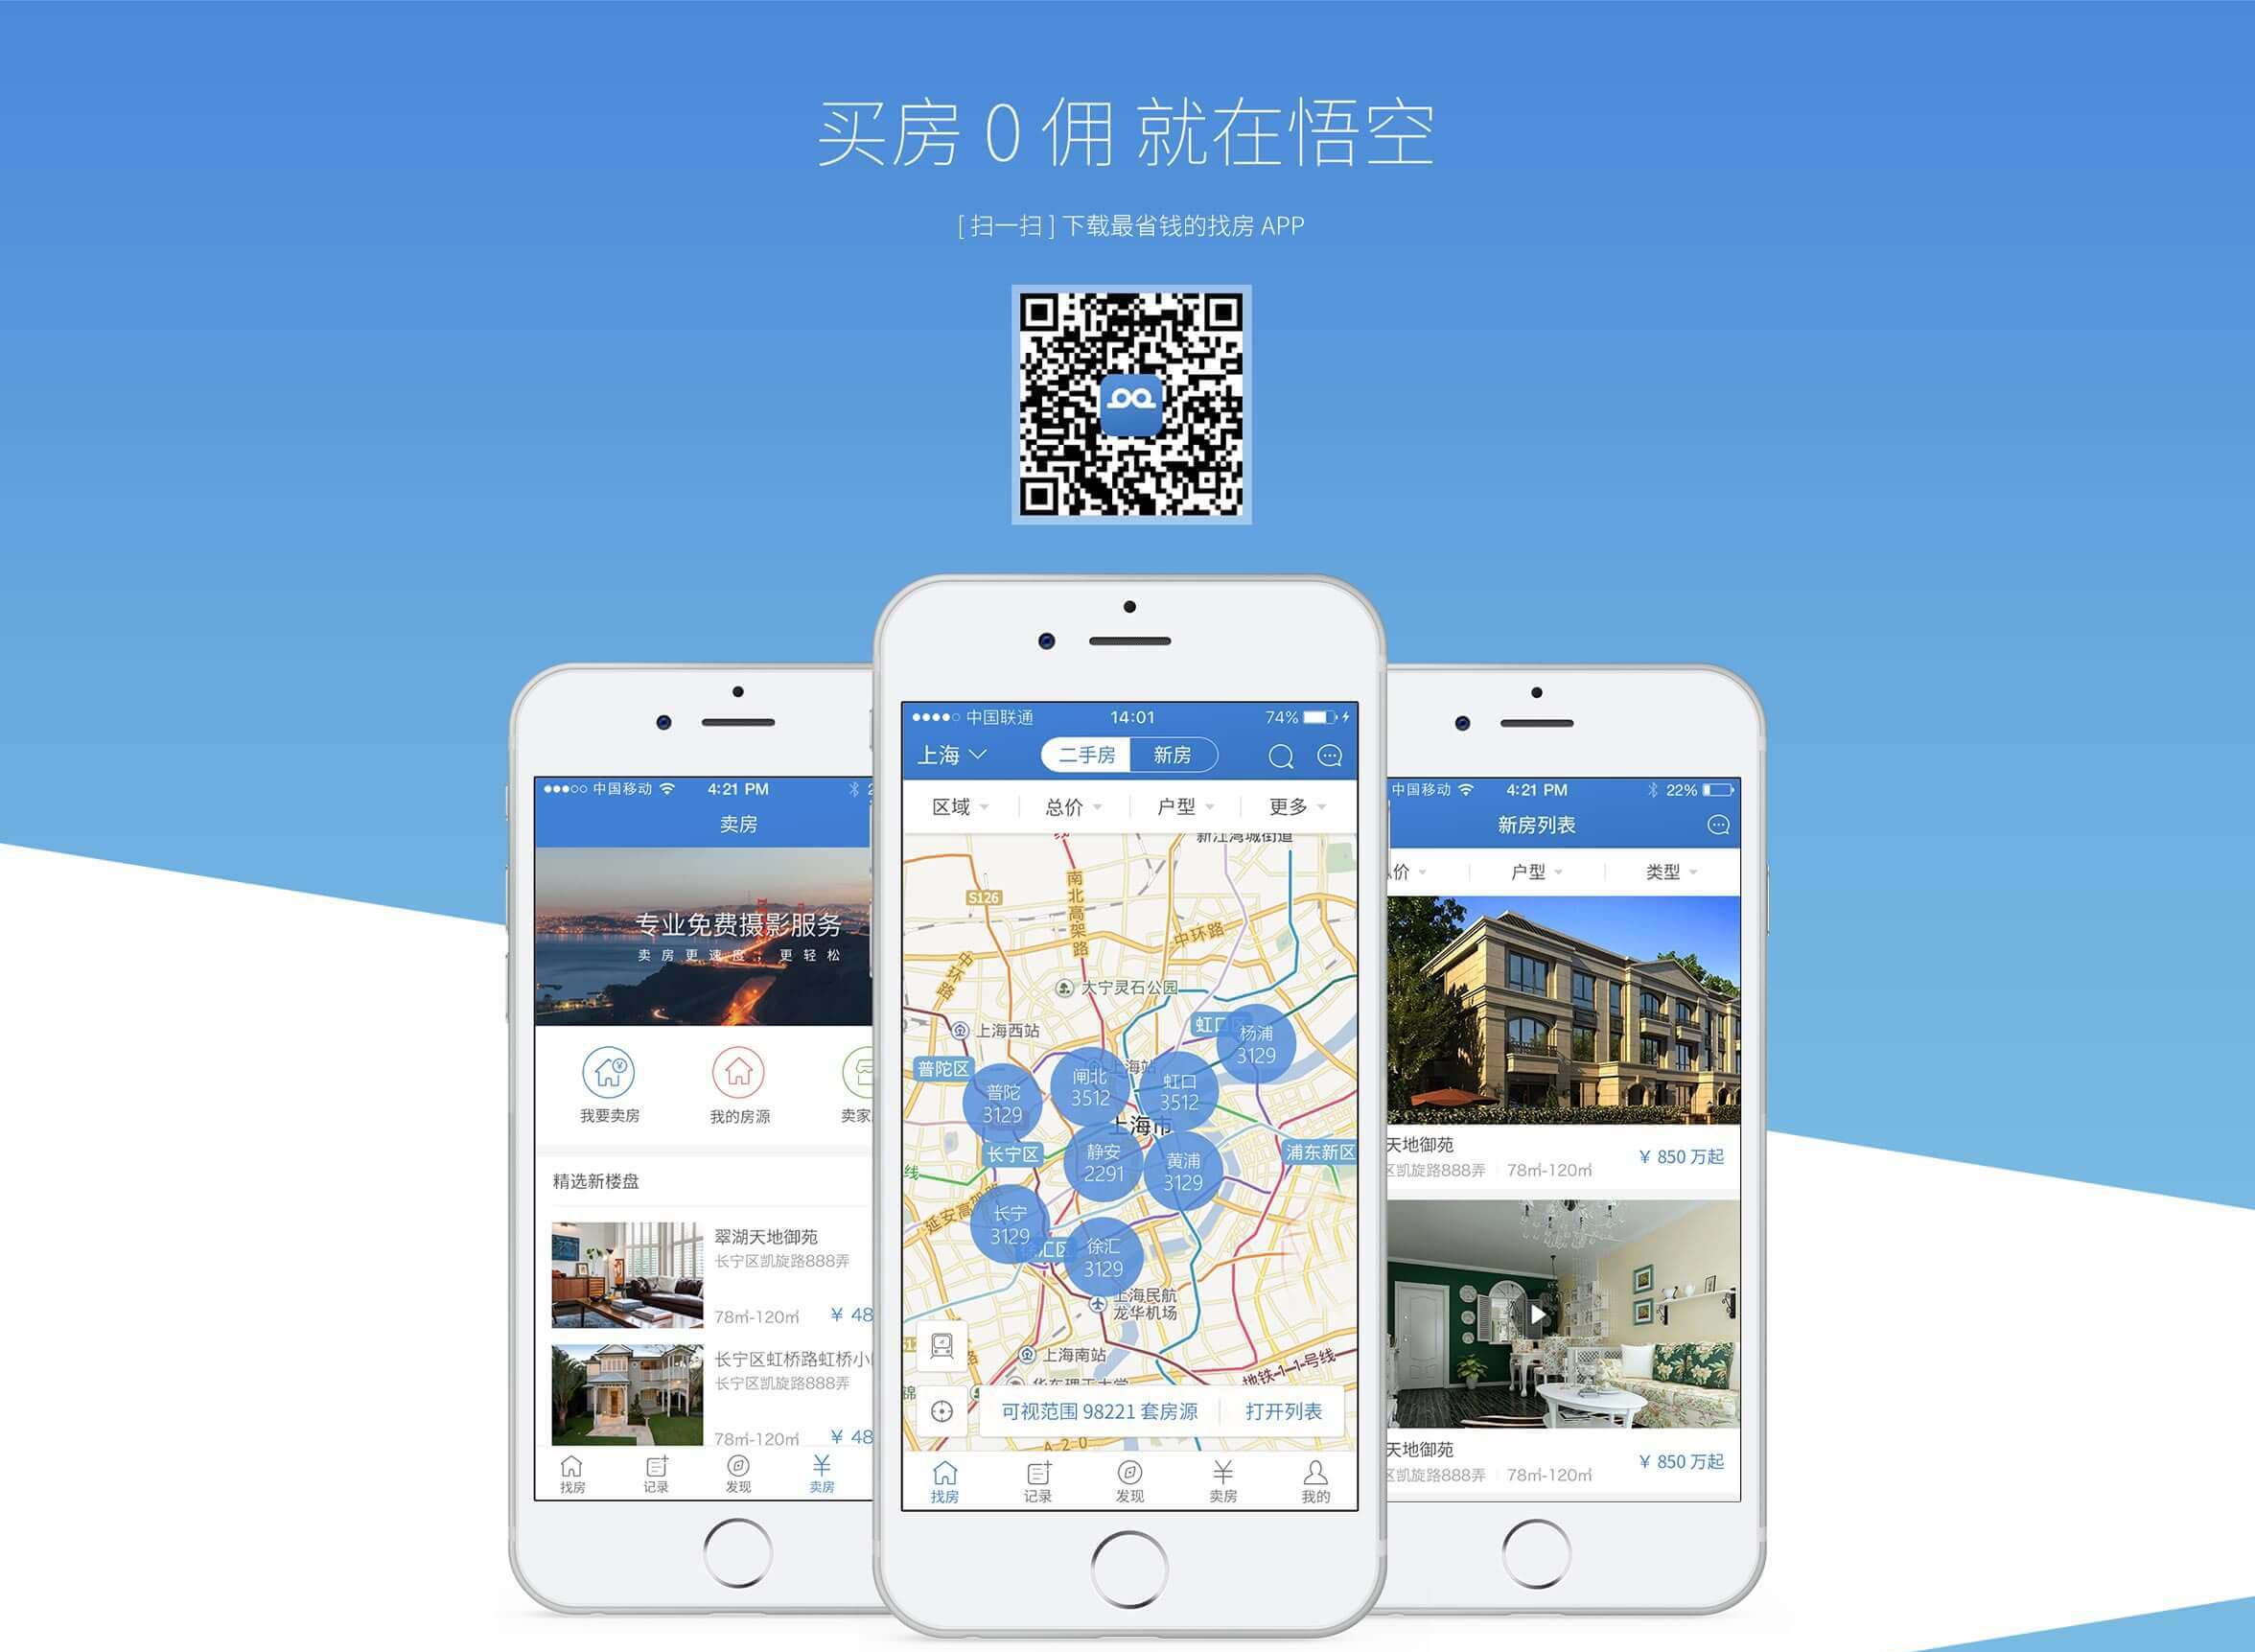 买房 0 佣 就在悟空
[ 扫一扫 ] 下载最省钱的找房 APP
中国移动 4:21 PM
卖房
专业免费摄影服务
卖房更速度，更轻松
我要卖房 我的房源 卖家
精选新楼盘
翠湖天地御苑
长宁区凯旋路888弄
78㎡-120㎡ ¥ 48
长宁区虹桥路虹桥小
长宁区凯旋路888弄
78㎡-120㎡ ¥ 48
找房 记录 发现 卖房
中国联通 14:01 74%
上海 二手房 新房
区域 总价 户型 更多
新江湾城街道
S126
南北高架路
中环路
中环路
大宁灵石公园
上海西站
虹口
杨浦
3129
普陀区
上海站
闸北
3512
虹口
3512
普陀
3129
上海市
长宁区
静安
2291
黄浦
3129
浦东新区
线
延安高架路
长宁
3129
徐汇区
徐汇
3129
上海民航
龙华机场
上海南站
华东理工大学
地铁-1-1-号线
锦
可视范围 98221 套房源 打开列表
A-2-0
找房 记录 发现 卖房 我的
中国移动 4:21 PM 22%
新房列表
价 户型 类型
天地御苑
区凯旋路888弄 78㎡-120㎡ ¥ 850 万起
天地御苑
区凯旋路888弄 78㎡-120㎡ ¥ 850 万起